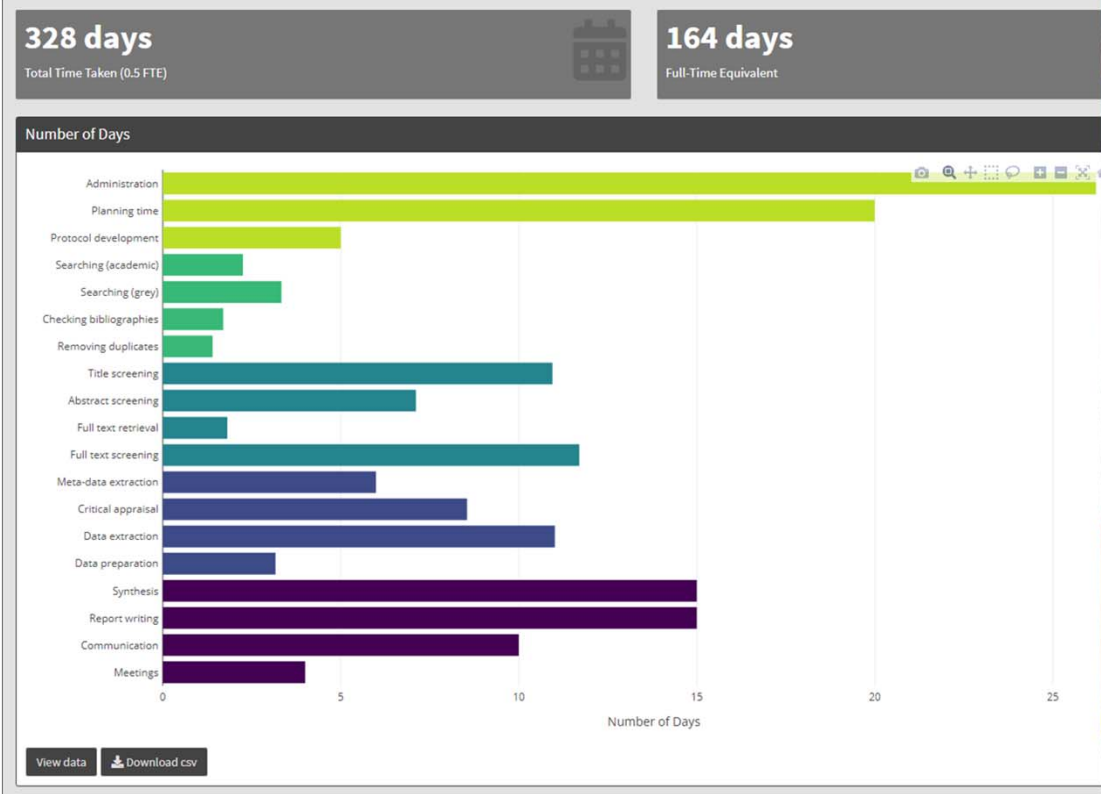 328 days
Total Time Taken (0.5 FTE)
164 days
Full-Time Equivalent
Number of Days
Administration
Planning time
Protocol development
Searching (academic)
Searching (grey)
Checking bibliographies
Removing duplicates
Title screening
Abstract screening
Full text retrieval
Full text screening
Meta-data extraction
Critical appraisal
Data extraction
Data preparation
Synthesis
Report writing
Communication
Meetings
0 5 10 15 20 25
Number of Days
View data
Download csv